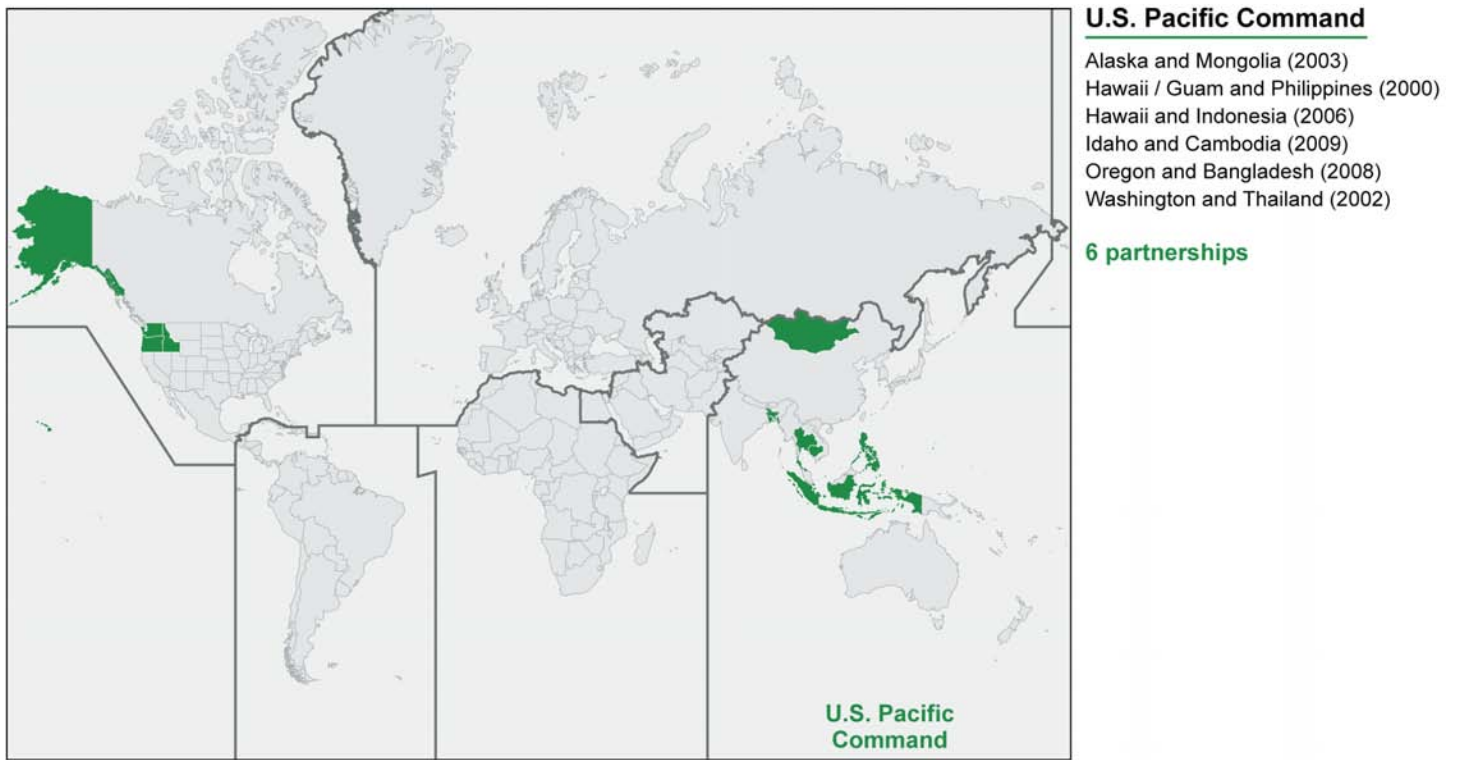 U.S. Pacific Command
Alaska and Mongolia (2003)
Hawaii / Guam and Philippines (2000)
Hawaii and Indonesia (2006)
Idaho and Cambodia (2009)
Oregon and Bangladesh (2008)
Washington and Thailand (2002)
6 partnerships
U.S. Pacific
Command